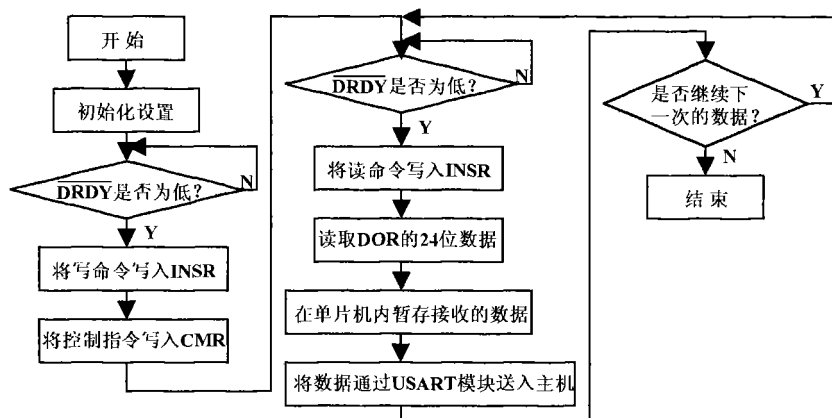 开 始
初始化设置
DRDY是否为低？
N
Y
将写命令写入INSR
将控制指令写入CMR
DRDY是否为低？
N
Y
将读命令写入INSR
读取DOR的24位数据
在单片机内暂存接收的数据
将数据通过USART模块送入主机
是否继续下
一次的数据？
Y
N
结 束